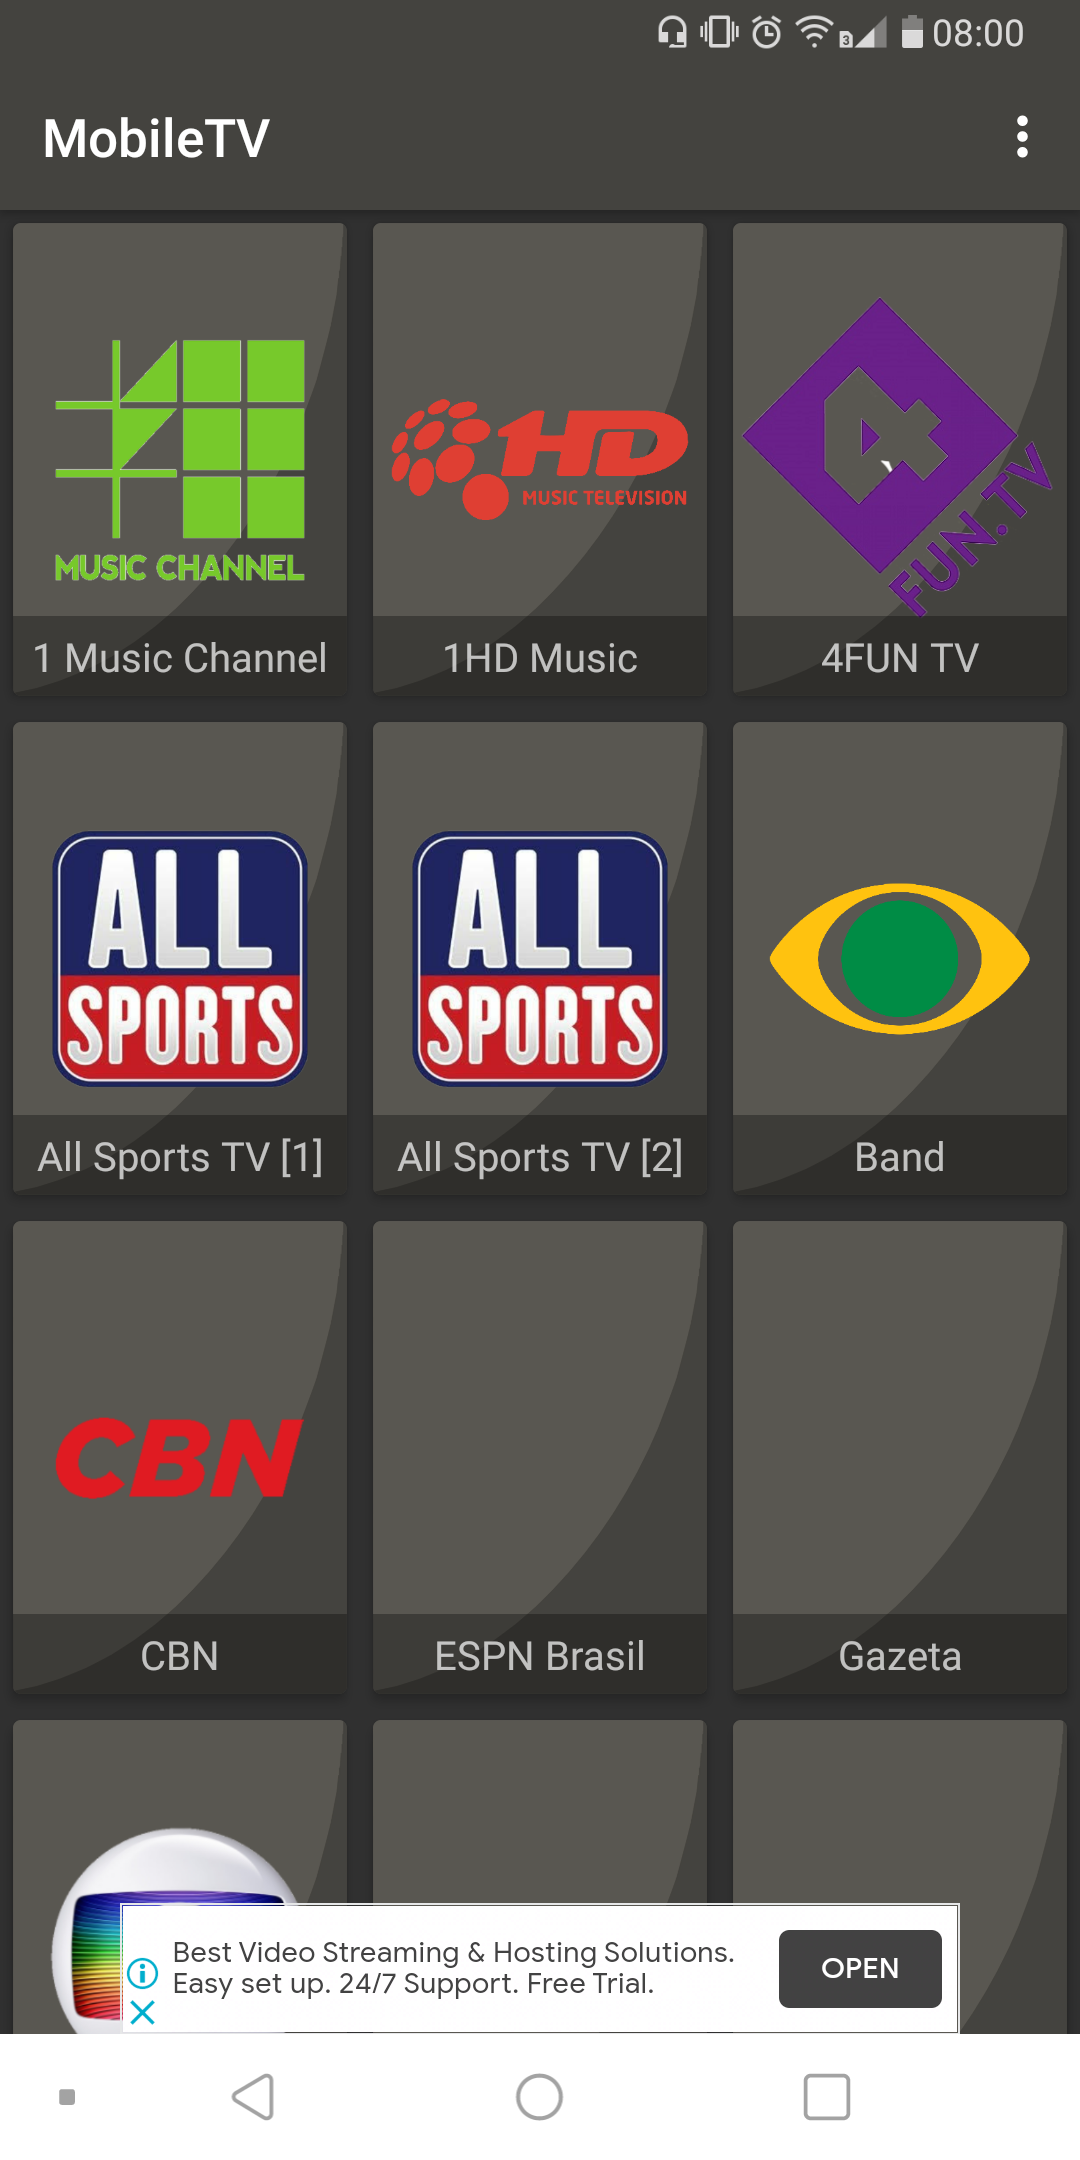 3
08:00
MobileTV
MUSIC CHANNEL
1HD
MUSIC TELEVISION
4
FUN.TV
1 Music Channel
1HD Music
4FUN TV
ALL
SPORTS
ALL
SPORTS
All Sports TV [1]
All Sports TV [2]
Band
CBN
CBN
ESPN Brasil
Gazeta
Best Video Streaming & Hosting Solutions.
Easy set up. 24/7 Support. Free Trial.
OPEN